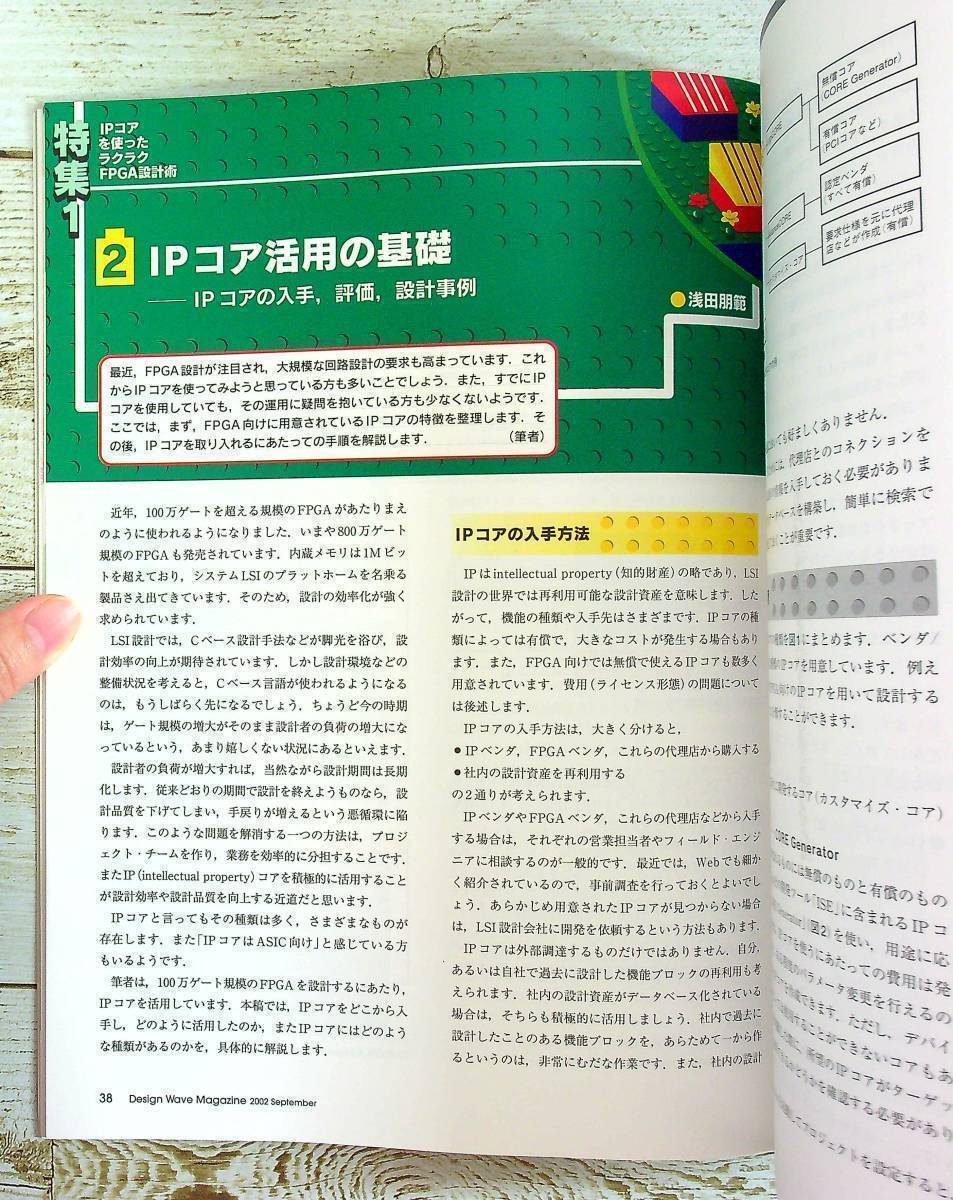 特集1
IPコア
を使った
ラクラク
FPGA設計術
2 IPコア活用の基礎
—— IPコアの入手，評価，設計事例
●浅田朋範
最近，FPGA設計が注目され，大規模な回路設計の要求も高まっています．これ
からIPコアを使ってみようと思っている方も多いことでしょう．また，すでにIP
コアを使用していても，その運用に疑問を抱いている方も少なくないようです．
ここでは，まず，FPGA向けに用意されているIPコアの特徴を整理します．そ
の後，IPコアを取り入れるにあたっての手順を解説します．　（筆者）
近年，100万ゲートを超える規模のFPGAがあたりまえ
のように使われるようになりました．いまや800万ゲート
規模のFPGAも発売されています．内蔵メモリは1Mビッ
トを超えており，システムLSIのプラットホームを名乗る
製品さえ出てきています．そのため，設計の効率化が強く
求められています．
LSI設計では，Cベース設計手法などが脚光を浴び，設
計効率の向上が期待されています．しかし設計環境などの
整備状況を考えると，Cベース言語が使われるようになる
のは，もうしばらく先になるでしょう．ちょうど今の時期
は，ゲート規模の増大がそのまま設計者の負荷の増大にな
っているという，あまり嬉しくない状況にあるといえます．
設計者の負荷が増大すれば，当然ながら設計期間は長期
化します．従来どおりの期間で設計を終えようものなら，設
計品質を下げてしまい，手戻りが増えるという悪循環に陥
ります．このような問題を解消する一つの方法は，プロジ
ェクト・チームを作り，業務を効率的に分担することです．
またIP（intellectual property）コアを積極的に活用すること
が設計効率や設計品質を向上する近道だと思います．
IPコアと言ってもその種類は多く，さまざまなものが
存在します．また「IPコアはASIC向け」と感じている方
もいるようです．
筆者は，100万ゲート規模のFPGAを設計するにあたり，
IPコアを活用しています．本稿では，IPコアをどこから入
手し，どのように活用したのか，またIPコアにはどのよう
な種類があるのかを，具体的に解説します．
IPコアの入手方法
IPはintellectual property（知的財産）の略であり，LSI
設計の世界では再利用可能な設計資産を意味します．した
がって，機能の種類や入手先はさまざまです．IPコアの種
類によっては有償で，大きなコストが発生する場合もあり
ます．また，FPGA向けでは無償で使えるIPコアも数多く
用意されています．費用（ライセンス形態）の問題について
は後述します．
IPコアの入手方法は，大きく分けると，
●IPベンダ，FPGAベンダ，これらの代理店から購入する
●社内の設計資産を再利用する
の2通りが考えられます．
IPベンダやFPGAベンダ，これらの代理店などから入手
する場合は，それぞれの営業担当者やフィールド・エンジ
ニアに相談するのが一般的です．最近では，Webでも細か
く紹介されているので，事前調査を行っておくとよいでし
ょう．あらかじめ用意されたIPコアが見つからない場合
は，LSI設計会社に開発を依頼するという方法もあります．
IPコアは外部調達するものだけではありません．自分，
あるいは自社で過去に設計した機能ブロックの再利用も考
えられます．社内の設計資産がデータベース化されている
場合は，そちらも積極的に活用しましょう．社内で過去に
設計したことのある機能ブロックを，あらためて一から作
るというのは，非常にむだな作業です．また，社内の設計
38 Design Wave Magazine 2002 September
無償コア
（CORE Generator）
有償コア
（PCIコアなど）
認定ベンダ
（すべて有償）
要求仕様を元に代理
店などが作成（有償）
ても好ましくありません．
には，代理店とのコネクションを
を入手しておく必要がありま
ベースを構築し，簡単に検索で
ことが重要です．
種類を図1にまとめます．ベンダ/
IPコアを用意しています．例え
向けのIPコアを用いて設計する
することができます．
するコア（カスタマイズ・コア）
CORE Generator
には無償のものと有償のもの
ツール「ISE」に含まれるIPコ
（図2）を使い，用途に応
を使うにあたっての費用は発
パラメータ変更を行えるの
できます．ただし，デバイ
することができないコアもあ
所望のIPコアがターゲッ
かどうかを確認する必要があり
てプロジェクトを設定すると，